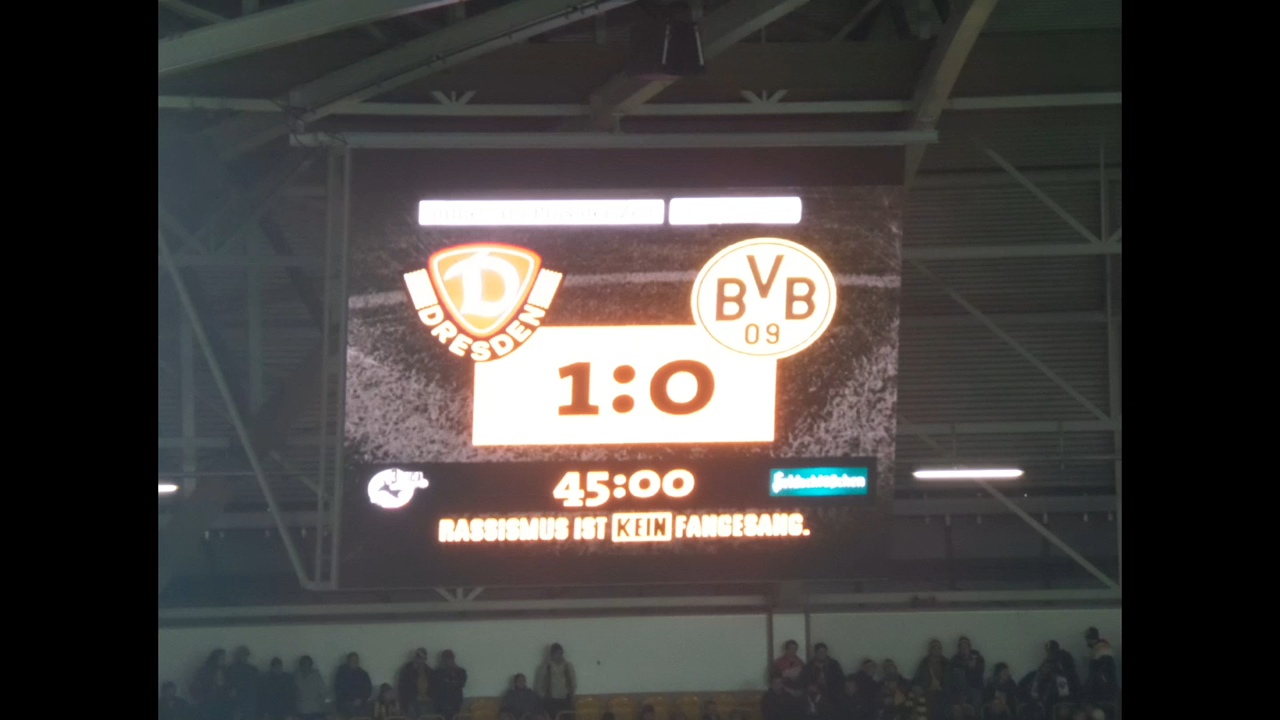 D
DRESDEN
BVB
09
1:0
45:00
RASSISMUS IST KEIN FANGESANG.